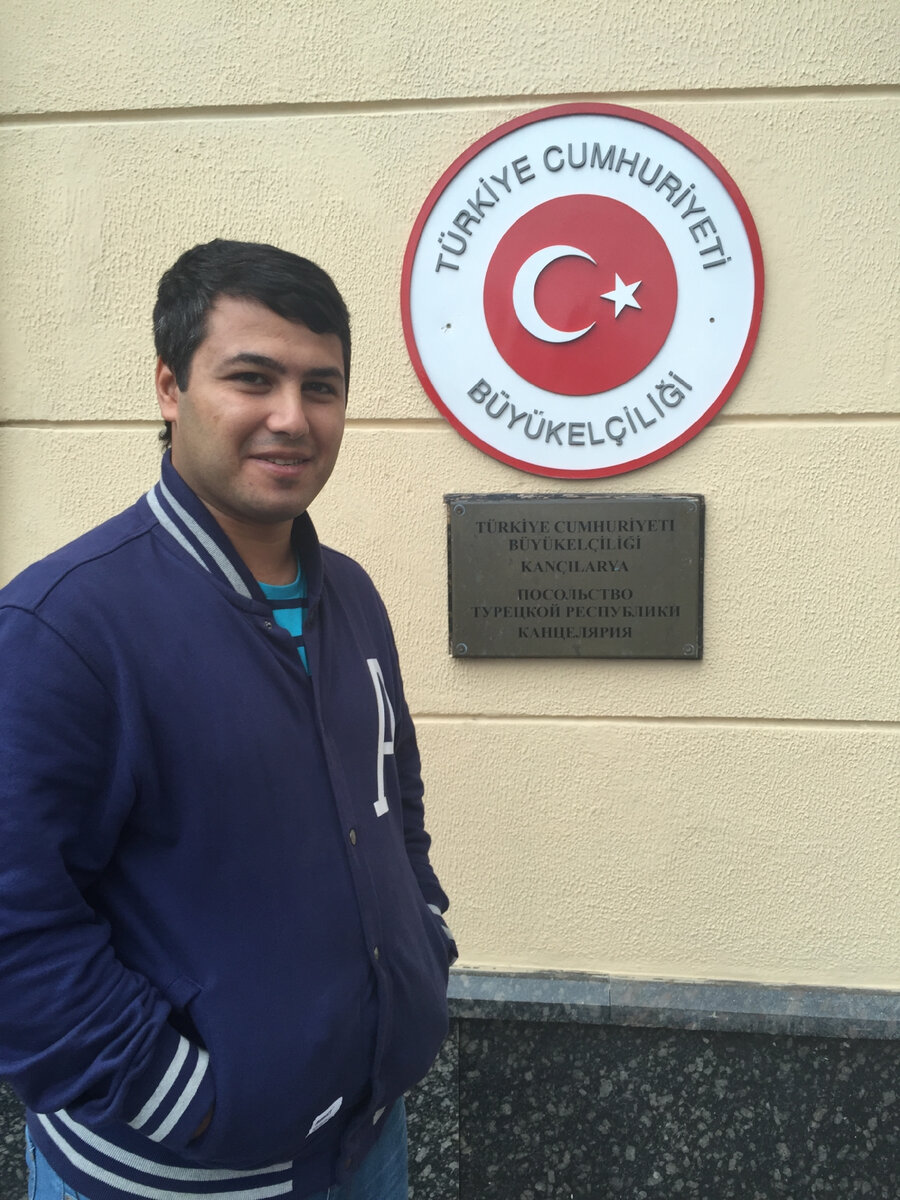 TÜRKİYE CUMHURİYETİ
BÜYÜKELÇİLİĞİ
TÜRKİYE CUMHURİYETI
BÜYÜKELÇİLİĞİ
KANÇILARYA
ПОСОЛЬСТВО
ТУРЕЦКОЙ РЕСПУБЛИКИ
КАНЦЕЛЯРИЯ
A